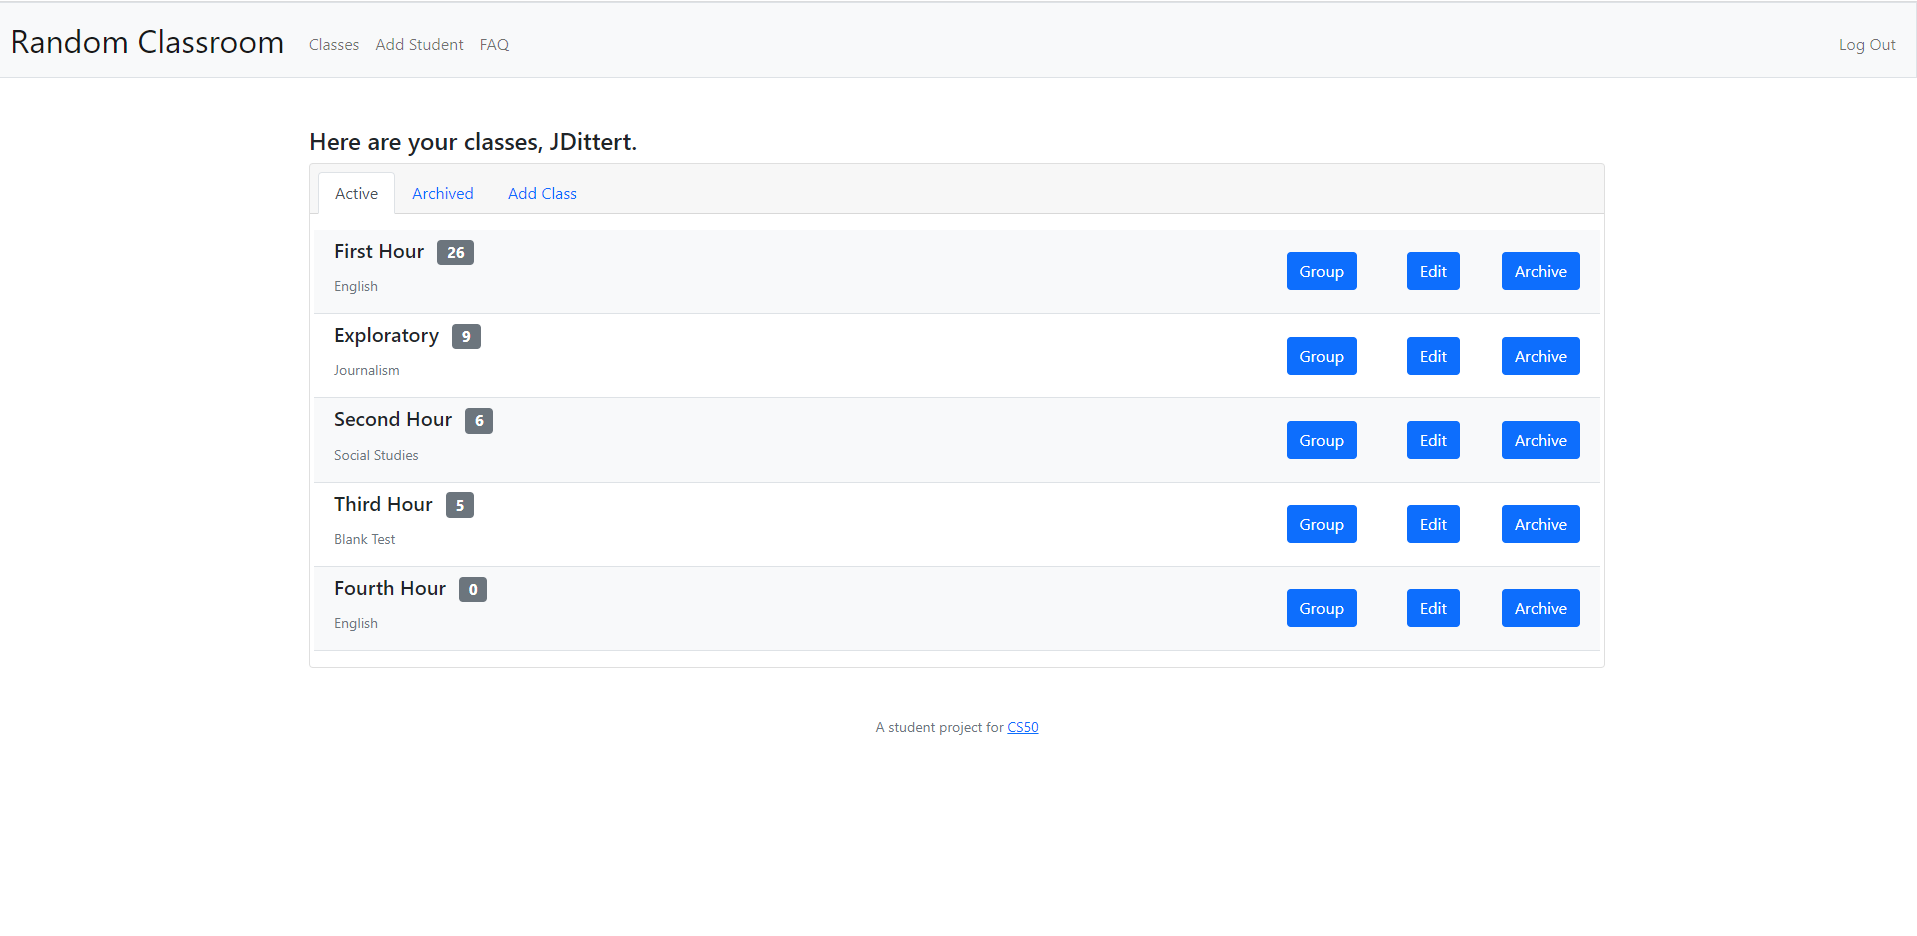 Random Classroom Classes Add Student FAQ Log Out
Here are your classes, JDittert.
Active Archived Add Class
First Hour 26
English
Group Edit Archive
Exploratory 9
Journalism
Group Edit Archive
Second Hour 6
Social Studies
Group Edit Archive
Third Hour 5
Blank Test
Group Edit Archive
Fourth Hour 0
English
Group Edit Archive
A student project for CS50